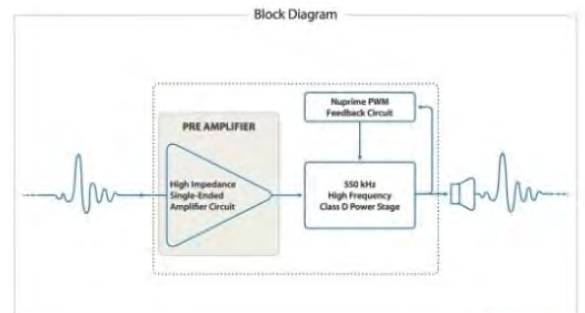 Block Diagram
Nuprime PWM
Feedback Circuit
PRE AMPLIFIER
High Impedance
Single-Ended
Amplifier Circuit
550 kHz
High Frequency
Class D Power Stage